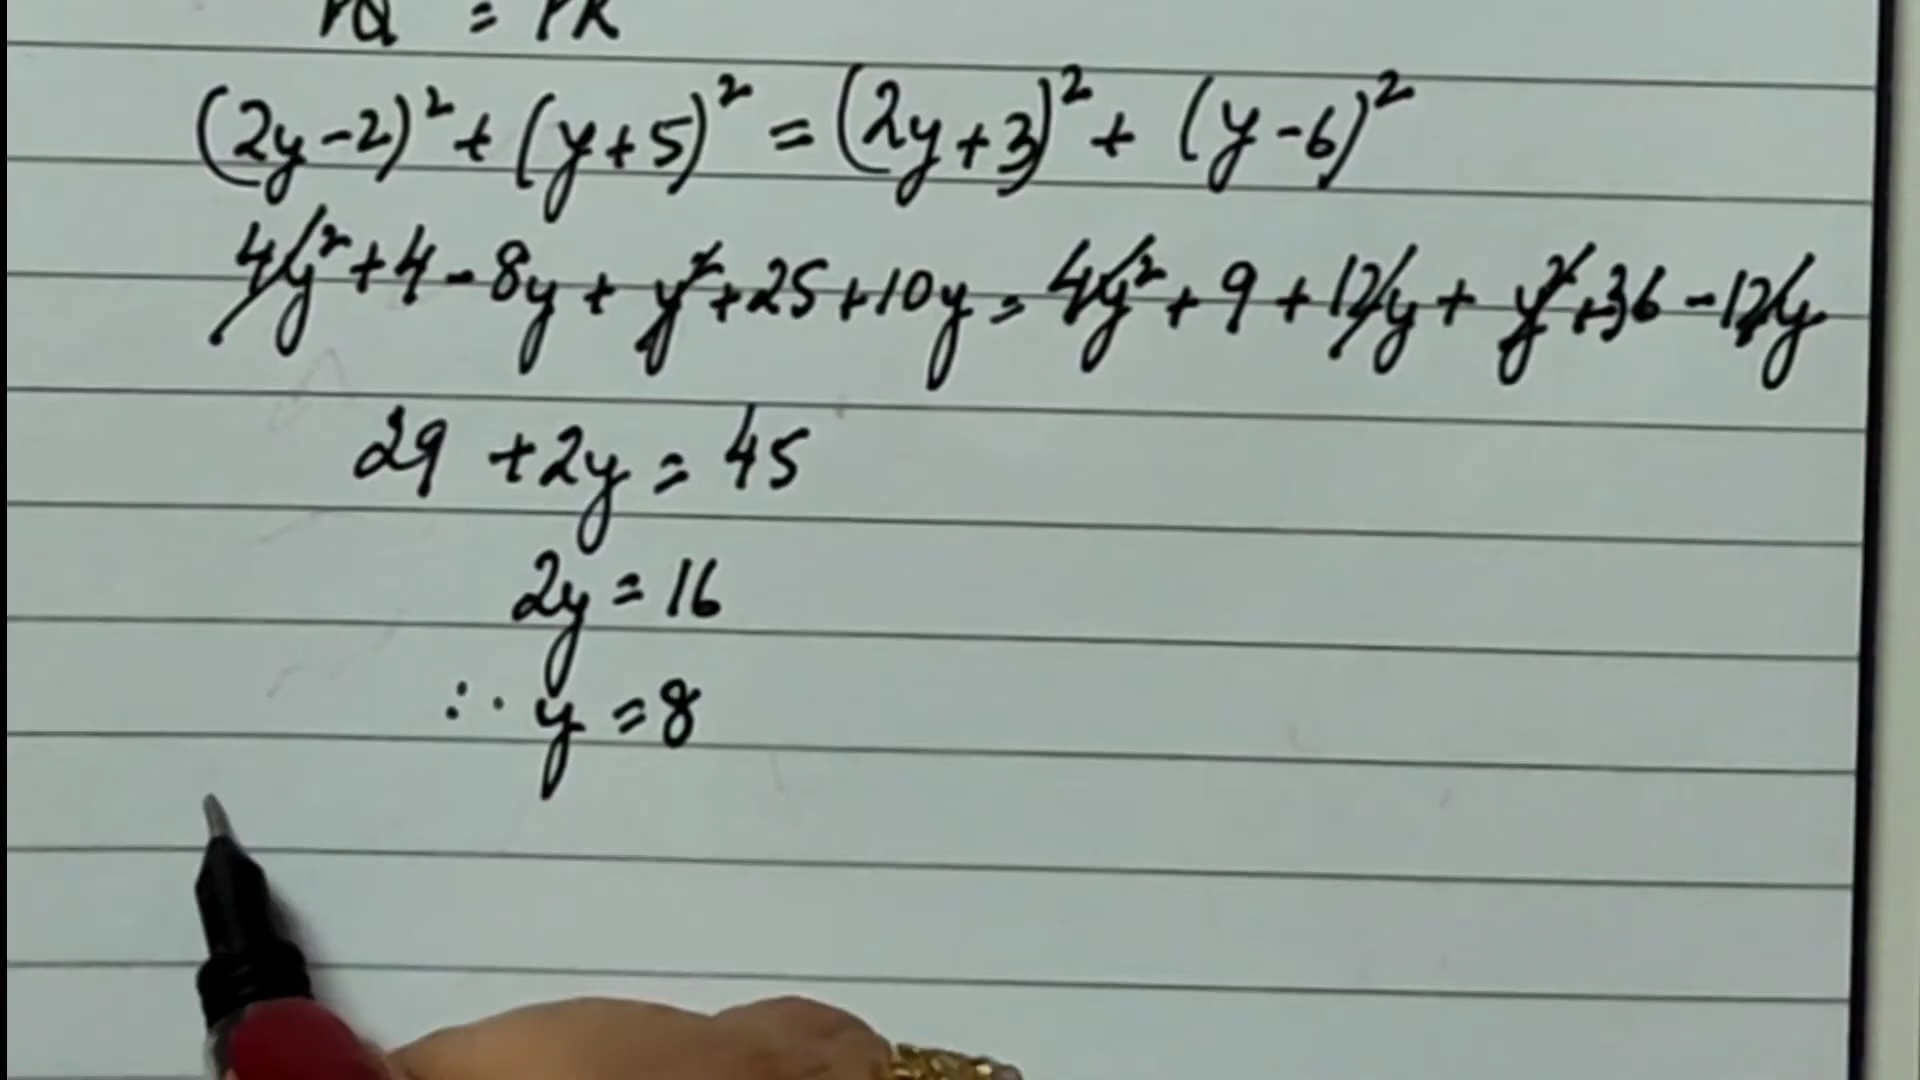 PQ = PR
(2y-2)² + (y+5)² = (2y+3)² + (y-6)²
4y² + 4 - 8y + y² + 25 + 10y = 4y² + 9 + 12y + y² + 36 - 12y
29 + 2y = 45
2y = 16
∴ y = 8